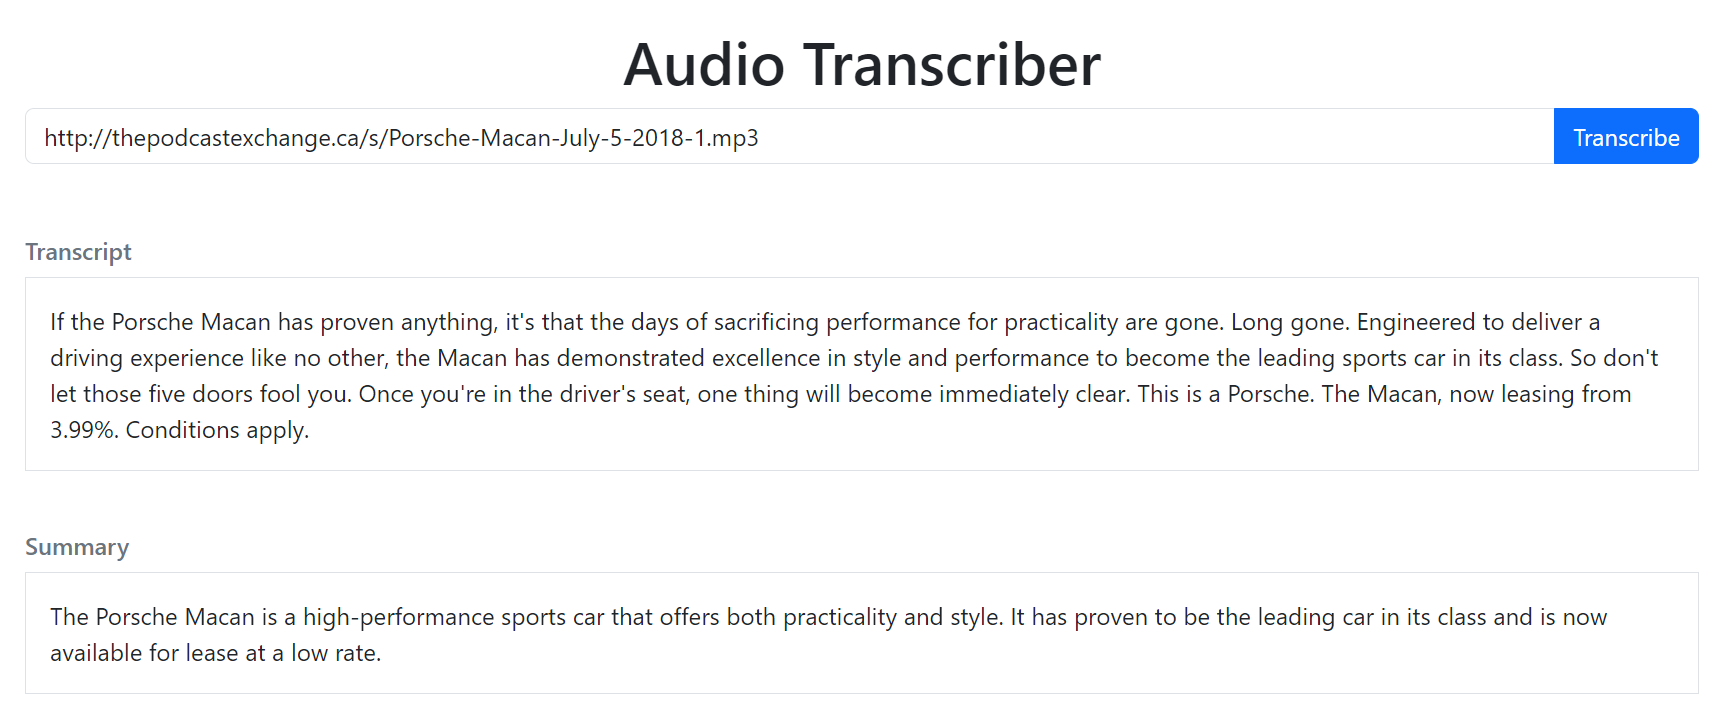 Audio Transcriber
http://thepodcastexchange.ca/s/Porsche-Macan-July-5-2018-1.mp3 Transcribe
Transcript
If the Porsche Macan has proven anything, it's that the days of sacrificing performance for practicality are gone. Long gone. Engineered to deliver a
driving experience like no other, the Macan has demonstrated excellence in style and performance to become the leading sports car in its class. So don't
let those five doors fool you. Once you're in the driver's seat, one thing will become immediately clear. This is a Porsche. The Macan, now leasing from
3.99%. Conditions apply.
Summary
The Porsche Macan is a high-performance sports car that offers both practicality and style. It has proven to be the leading car in its class and is now
available for lease at a low rate.